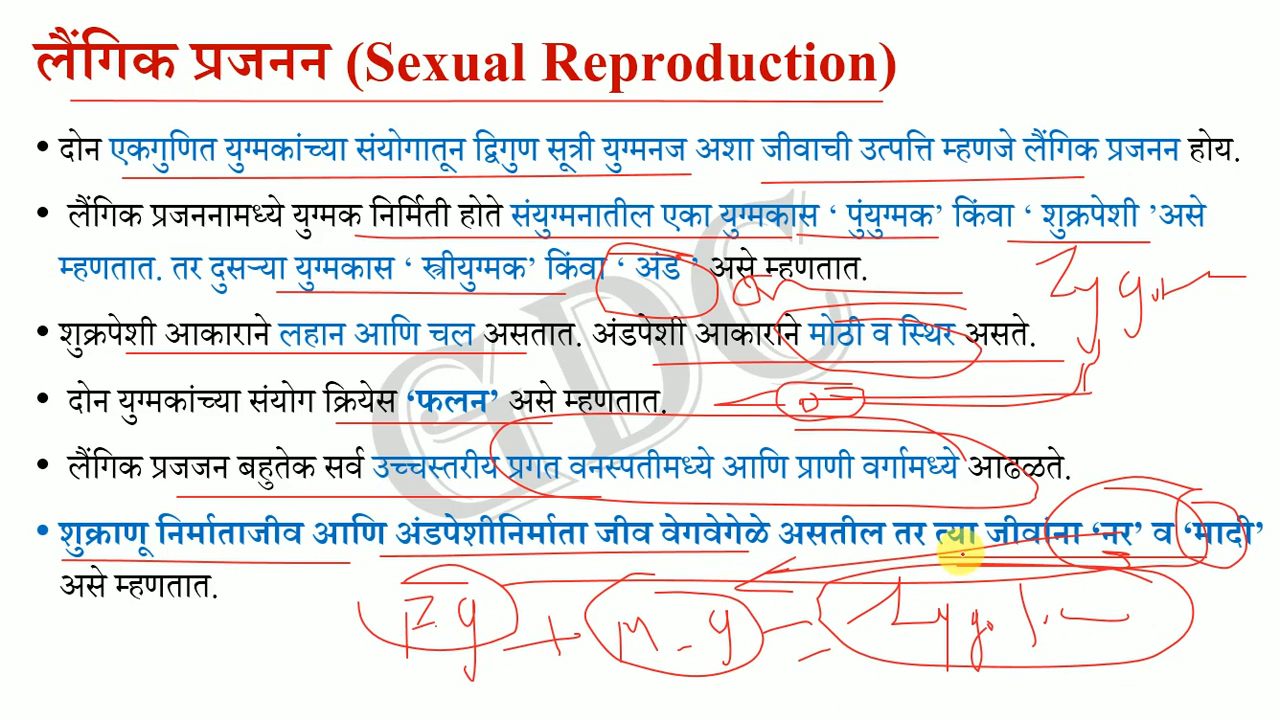 लैंगिक प्रजनन (Sexual Reproduction)
• दोन एकगुणित युग्मकांच्या संयोगातून द्विगुण सूत्री युग्मनज अशा जीवाची उत्पत्ति म्हणजे लैंगिक प्रजनन होय.
• लैंगिक प्रजननामध्ये युग्मक निर्मिती होते संयुग्मनातील एका युग्मकास ‘ पुंयुग्मक’ किंवा ‘ शुक्रपेशी ’असे
म्हणतात. तर दुसऱ्या युग्मकास ‘ स्त्रीयुग्मक’ किंवा ‘ अंड ’ असे म्हणतात.
• शुक्रपेशी आकाराने लहान आणि चल असतात. अंडपेशी आकाराने मोठी व स्थिर असते.
• दोन युग्मकांच्या संयोग क्रियेस ‘फलन’ असे म्हणतात.
• लैंगिक प्रजजन बहुतेक सर्व उच्चस्तरीय प्रगत वनस्पतीमध्ये आणि प्राणी वर्गामध्ये आढळते.
• शुक्राणू निर्माताजीव आणि अंडपेशीनिर्माता जीव वेगवेगळे असतील तर त्या जीवांना ‘नर’ व ‘मादी’
असे म्हणतात.
GDC